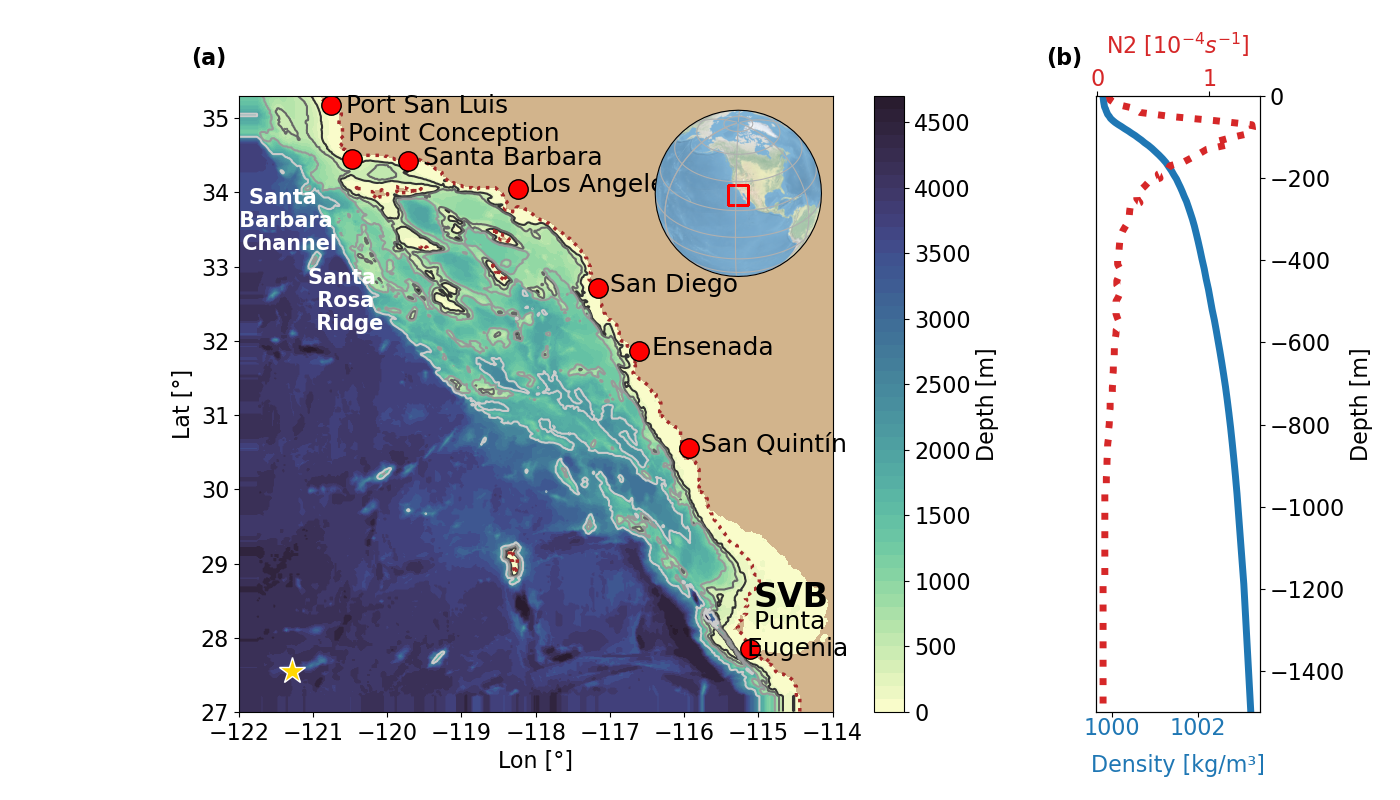 (a)
Port San Luis
Point Conception
Santa Barbara
Los Angele
Santa
Barbara
Channel
Santa
Rosa
Ridge
San Diego
Ensenada
San Quintín
SVB
Punta
Eugenia
35
34
33
32
31
30
29
28
27
Lat [°]
−122
−121
−120
−119
−118
−117
−116
−115
−114
Lon [°]
4500
4000
3500
3000
2500
2000
1500
1000
500
0
Depth [m]
(b)
N2 [10⁻⁴s⁻¹]
0
1
0
−200
−400
−600
−800
−1000
−1200
−1400
Depth [m]
1000
1002
Density [kg/m³]